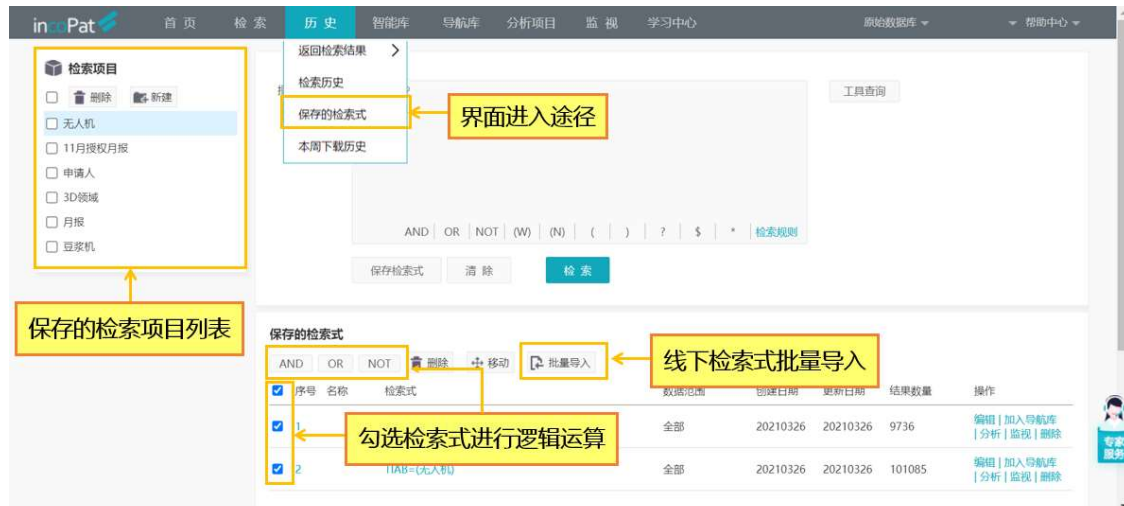 incoPat 首页 检索 历史 智能库 导航库 分析项目 监视 学习中心 原始数据库 帮助中心
检索项目
删除 新建
无人机
11月授权月报
申请人
3D领域
月报
豆浆机
保存的检索项目列表
返回检索结果
检索历史
保存的检索式
本周下载历史
界面进入途径
工具查询
AND OR NOT (W) (N) ( ) ? $ * 检索规则
保存检索式 清除 检索
保存的检索式
AND OR NOT 删除 移动 批量导入
线下检索式批量导入
序号 名称 检索式 数据范围 创建日期 更新日期 结果数量 操作
1 全部 20210326 20210326 9736 编辑 | 加入导航库
| 分析 | 监视 | 删除
勾选检索式进行逻辑运算
2 TIAB=(无人机) 全部 20210326 20210326 101085 编辑 | 加入导航库
| 分析 | 监视 | 删除
专家
服务